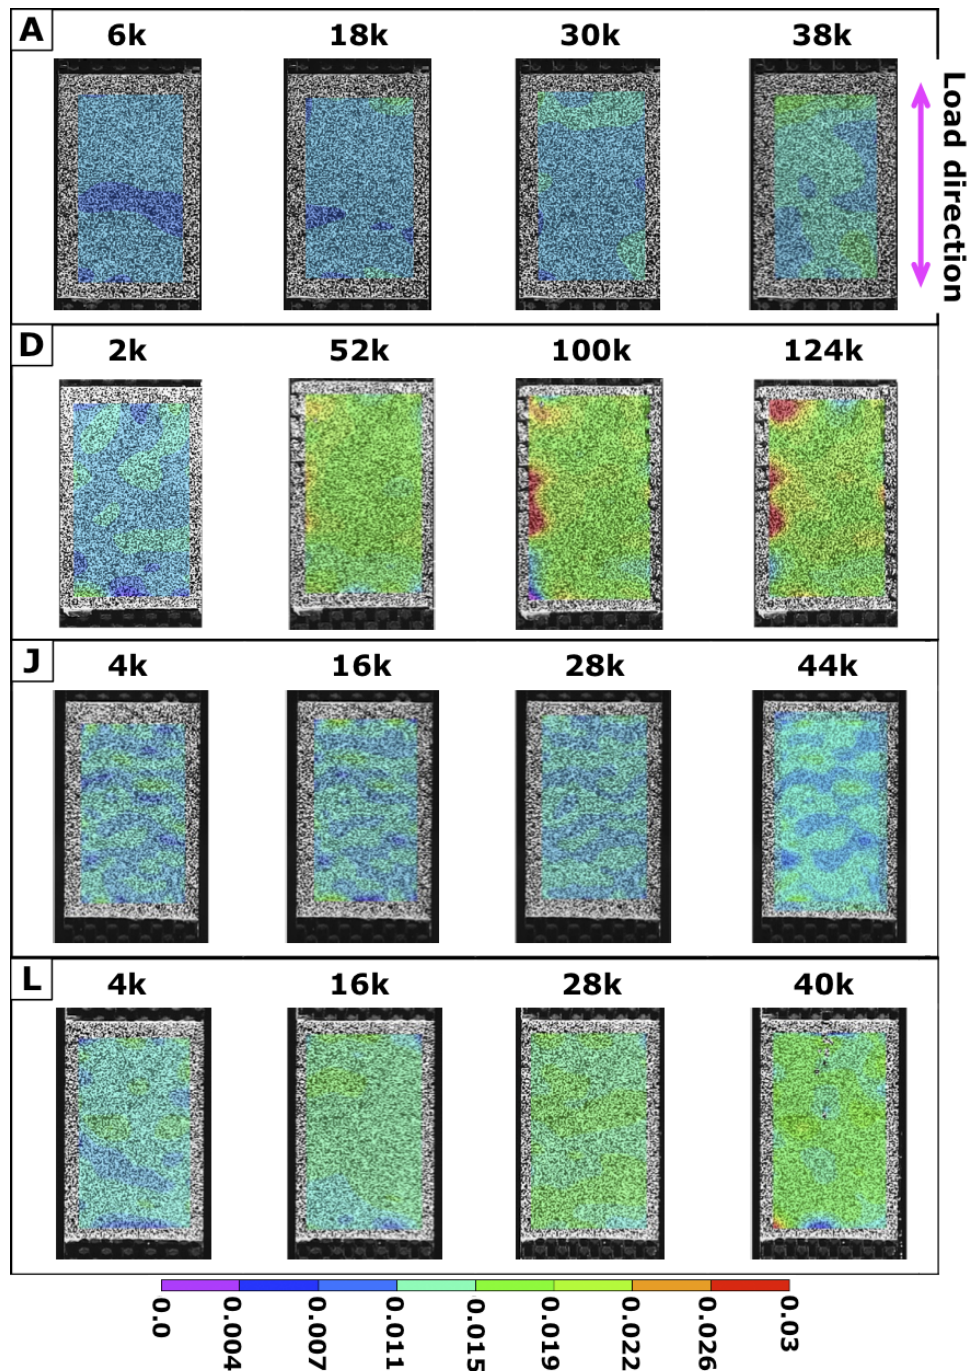 A
6k 18k 30k 38k
Load direction
D
2k 52k 100k 124k
J
4k 16k 28k 44k
L
4k 16k 28k 40k
0.0 0.004 0.007 0.011 0.015 0.019 0.022 0.026 0.03